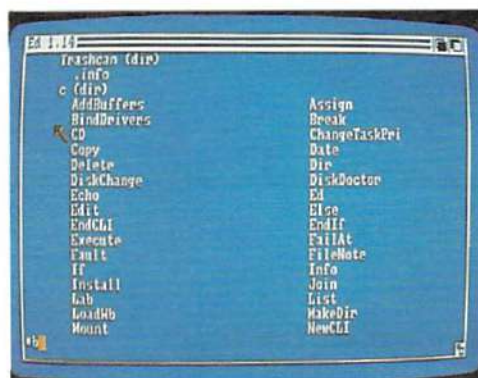 Ed 1.14
Trashcan (dir)
.info
c (dir)
AddBuffers Assign
BindDrivers Break
CD ChangeTaskPri
Copy Date
Delete Dir
DiskChange DiskDoctor
Echo Ed
Edit Else
EndCLI EndIf
Execute FailAt
Fault FileNote
If Info
Install Join
Lab List
LoadWb MakeDir
Mount NewCLI
*b